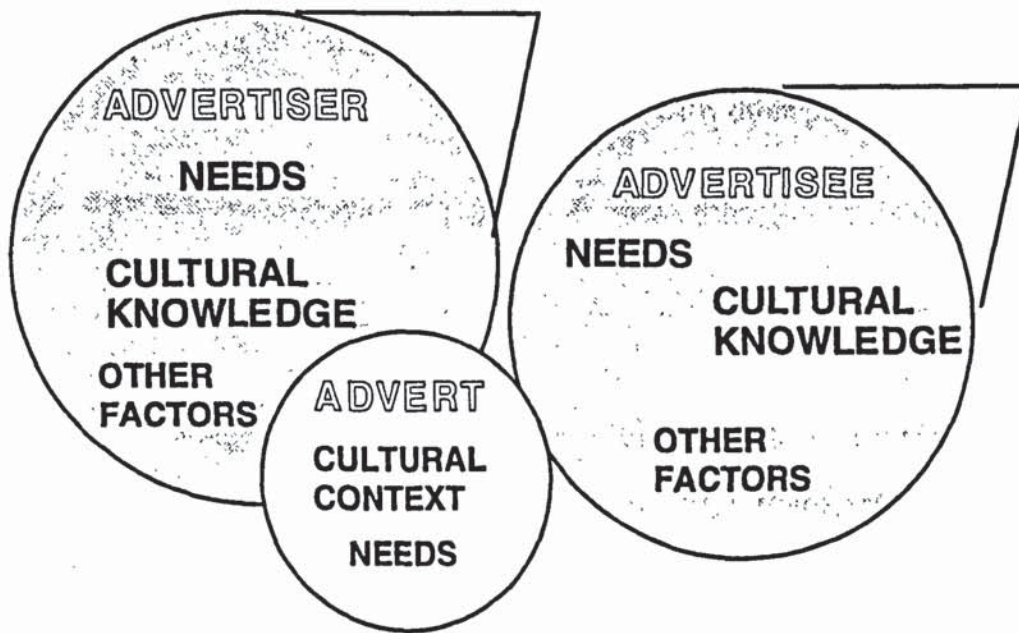 ADVERTISER
NEEDS
CULTURAL
KNOWLEDGE
OTHER
FACTORS
ADVERT
CULTURAL
CONTEXT
NEEDS
ADVERTISEE
NEEDS
CULTURAL
KNOWLEDGE
OTHER
FACTORS